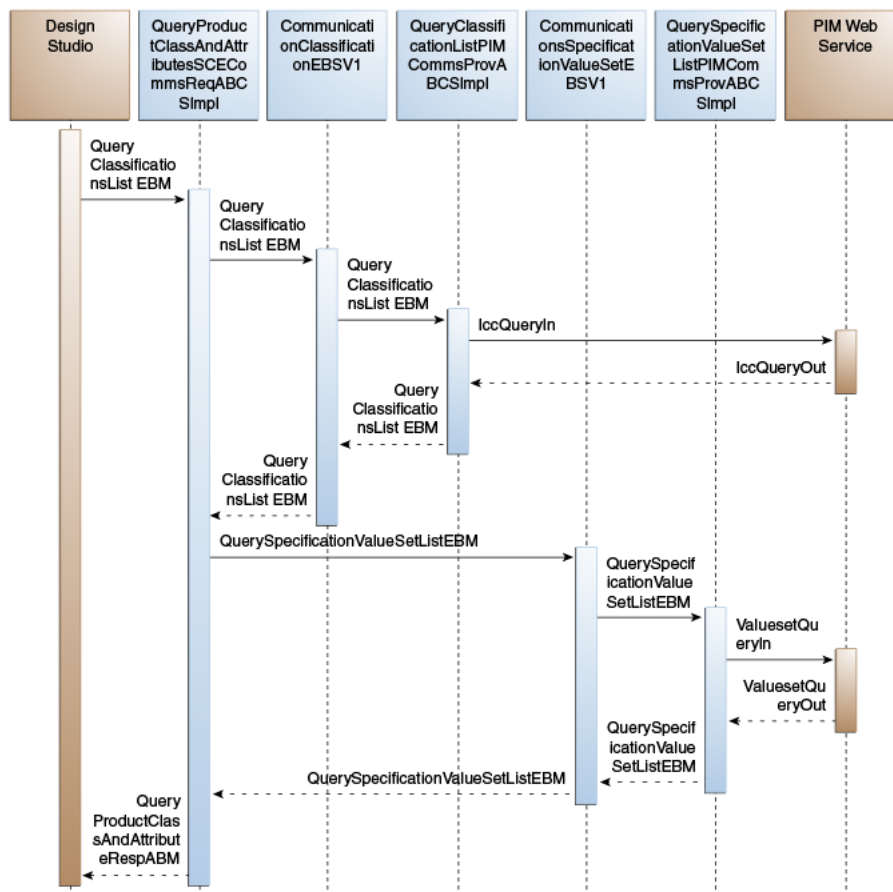 Design
Studio
QueryProduc
tClassAndAttr
ibutesSCECo
mmsReqABC
SImpl
Communicati
onClassificati
onEBSV1
QueryClassifi
cationListPIM
CommsProvA
BCSImpl
Communicati
onsSpecificat
ionValueSetE
BSV1
QuerySpecific
ationValueSet
ListPIMCom
msProvABC
SImpl
PIM Web
Service
Query
Classificatio
nsList EBM
Query
Classificatio
nsList EBM
Query
Classificatio
nsList EBM
IccQueryIn
IccQueryOut
Query
Classificatio
nsList EBM
Query
Classificatio
nsList EBM
QuerySpecificationValueSetListEBM
QuerySpecif
icationValue
SetListEBM
ValuesetQu
eryIn
ValuesetQu
eryOut
QuerySpecif
icationValue
SetListEBM
QuerySpecificationValueSetListEBM
Query
ProductClas
sAndAttribut
eRespABM